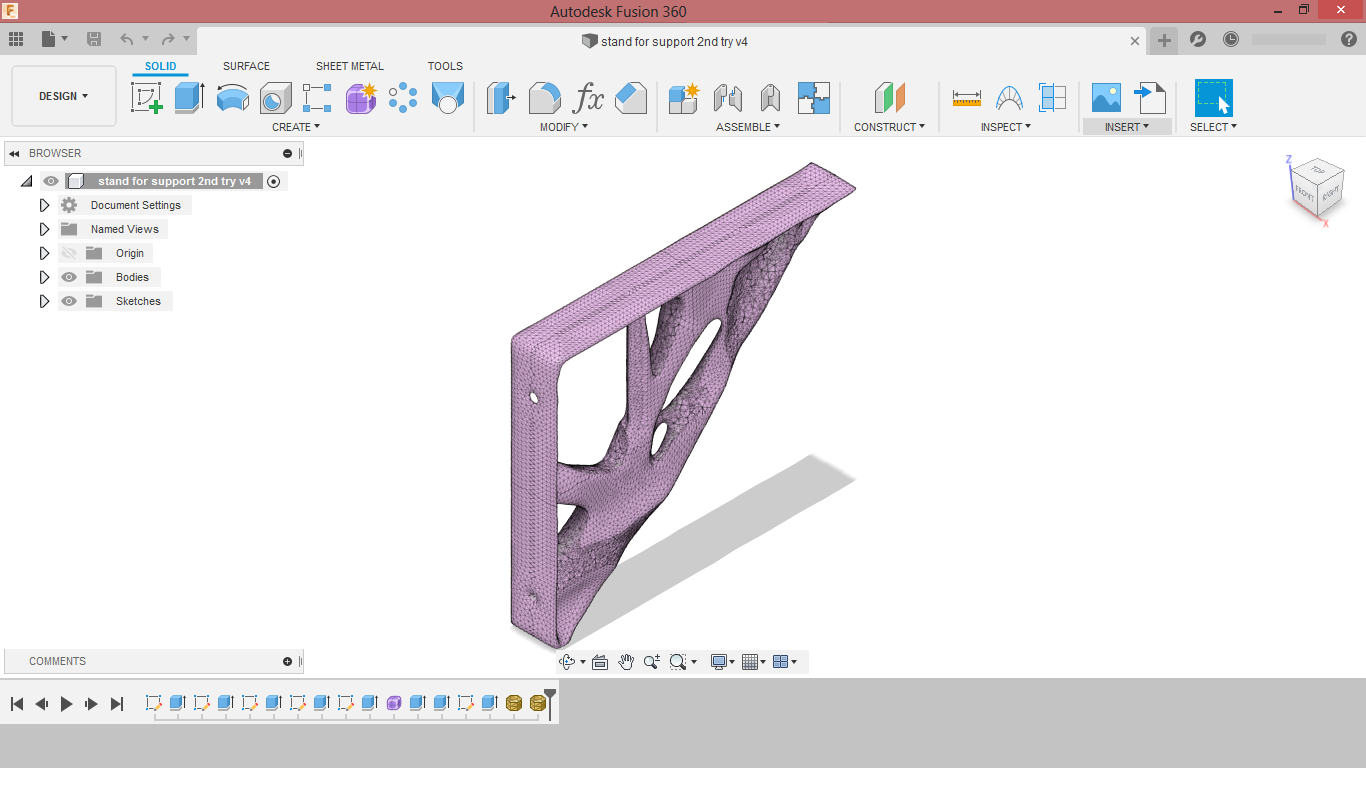 Autodesk Fusion 360
stand for support 2nd try v4
SOLID SURFACE SHEET METAL TOOLS
DESIGN
CREATE MODIFY ASSEMBLE CONSTRUCT INSPECT INSERT SELECT
BROWSER
stand for support 2nd try v4
Document Settings
Named Views
Origin
Bodies
Sketches
Z
TOP
FRONT RIGHT
X
COMMENTS